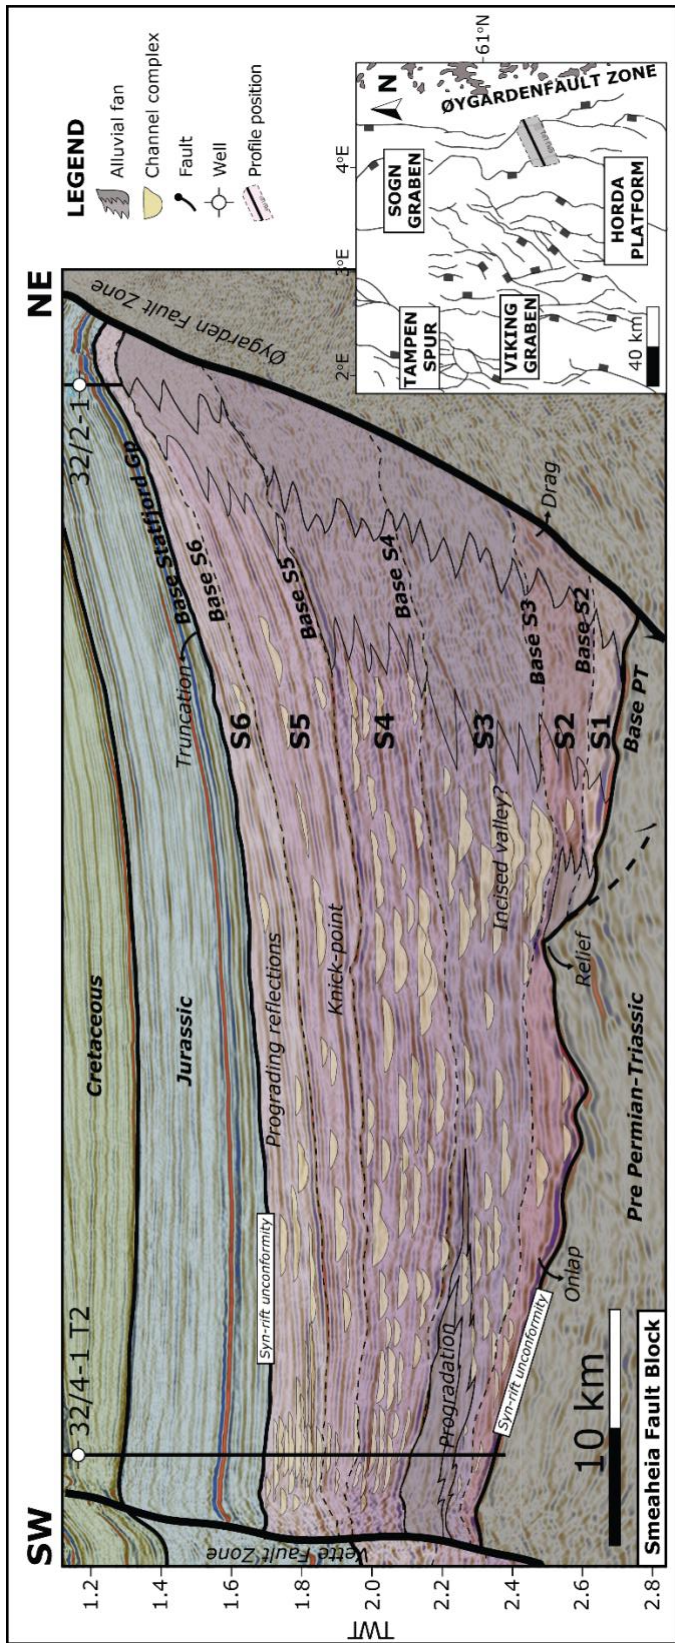 SW
NE
32/4-1 T2
32/2-1
Cretaceous
Jurassic
Truncation
Base Statfjord Gp
Base S6
Prograding reflections
Syn-rift unconformity
S6
S5
Base S5
Knick-point
S4
Base S4
S3
Incised valley?
Base S3
S2
Base S2
S1
Base PT
Progradation
Syn-rift unconformity
Onlap
Relief
Drag
Pre Permian-Triassic
Vette Fault Zone
Øygarden Fault Zone
10 km
Smeaheia Fault Block
TWT
1.2
1.4
1.6
1.8
2.0
2.2
2.4
2.6
2.8
LEGEND
Alluvial fan
Channel complex
Fault
Well
Profile position
2°E
3°E
4°E
61°N
N
TAMPEN
SPUR
SOGN
GRABEN
VIKING
GRABEN
HORDA
PLATFORM
ØYGARDENFAULT ZONE
40 km